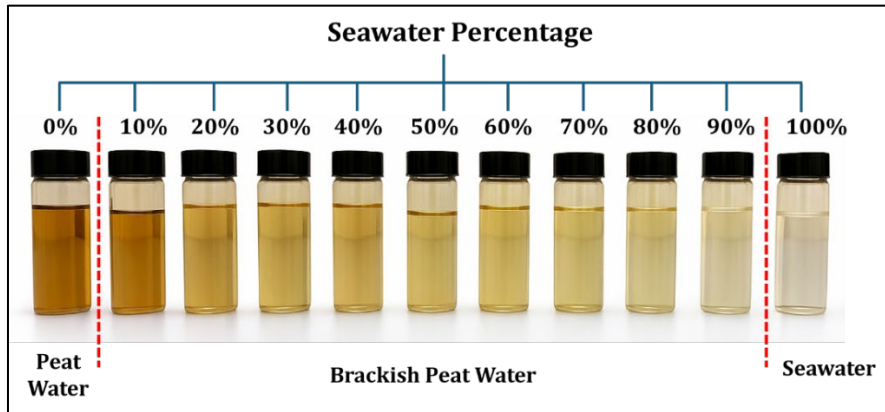 Seawater Percentage
0% 10% 20% 30% 40% 50% 60% 70% 80% 90% 100%
Peat
Water
Brackish Peat Water
Seawater